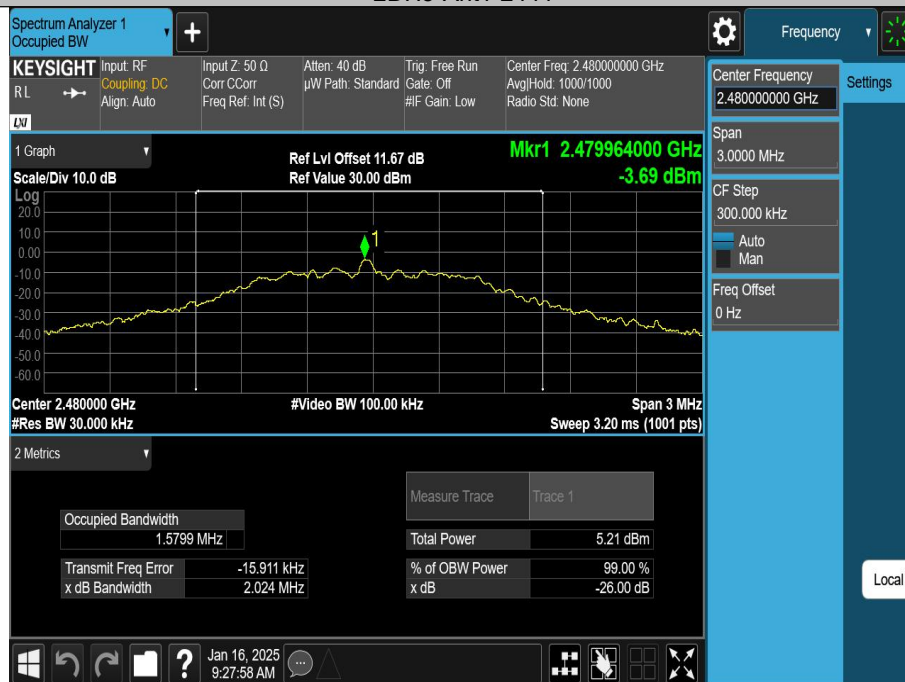 Spectrum Analyzer 1
Occupied BW
Frequency
KEYSIGHT
RL
LXI
Input: RF
Coupling: DC
Align: Auto
Input Z: 50 Ω
Corr CCorr
Freq Ref: Int (S)
Atten: 40 dB
µW Path: Standard
Trig: Free Run
Gate: Off
#IF Gain: Low
Center Freq: 2.480000000 GHz
Avg|Hold: 1000/1000
Radio Std: None
Center Frequency
2.480000000 GHz
Settings
Span
3.0000 MHz
CF Step
300.000 kHz
Auto
Man
Freq Offset
0 Hz
Local
1 Graph
Scale/Div 10.0 dB
Ref Lvl Offset 11.67 dB
Ref Value 30.00 dBm
Mkr1 2.479964000 GHz
-3.69 dBm
Log
20.0
10.0
0.00
-10.0
-20.0
-30.0
-40.0
-50.0
-60.0
1
Center 2.480000 GHz
#Res BW 30.000 kHz
#Video BW 100.00 kHz
Span 3 MHz
Sweep 3.20 ms (1001 pts)
2 Metrics
Measure Trace
Trace 1
Occupied Bandwidth
1.5799 MHz
Total Power
5.21 dBm
Transmit Freq Error
-15.911 kHz
% of OBW Power
99.00 %
x dB Bandwidth
2.024 MHz
x dB
-26.00 dB
?
Jan 16, 2025
9:27:58 AM